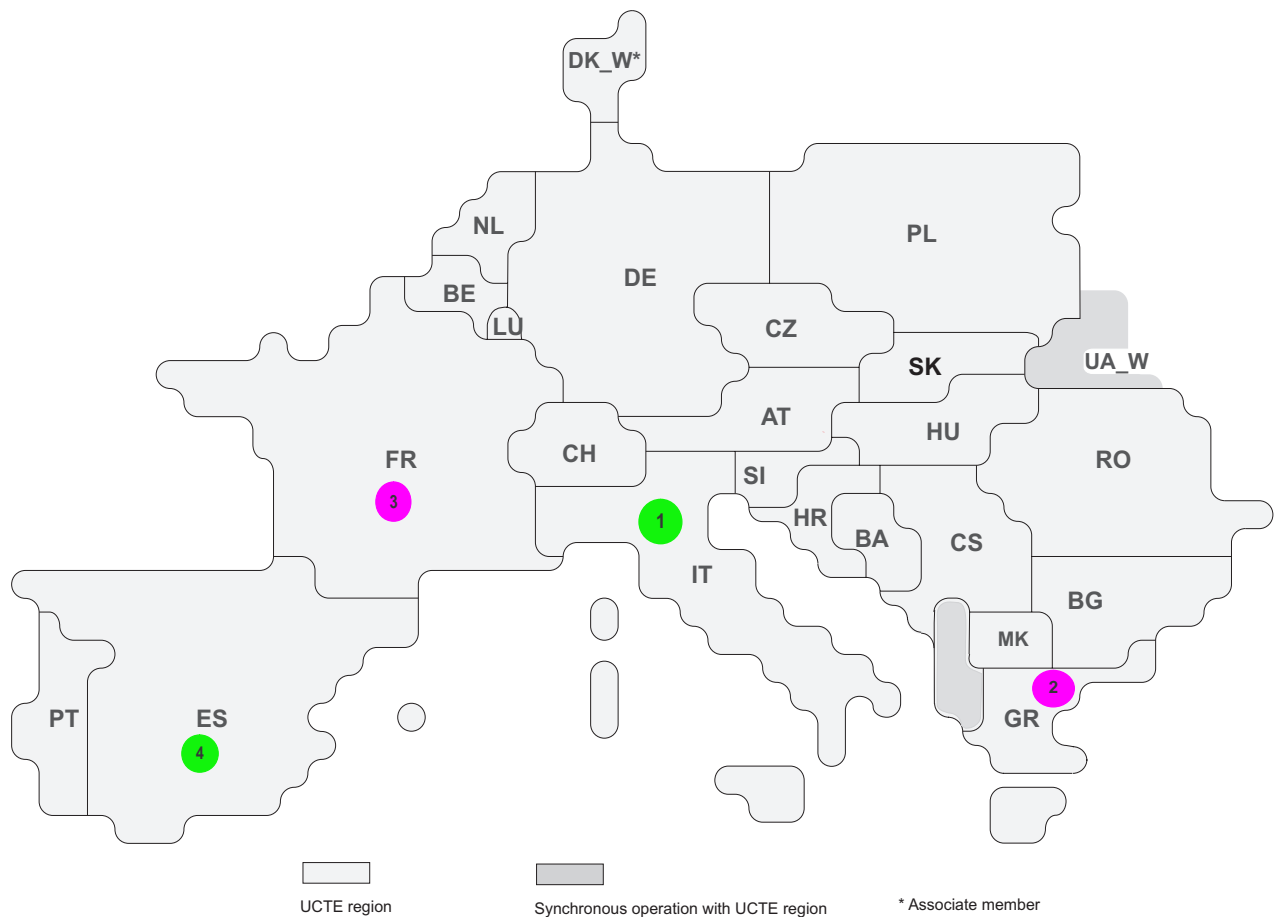 DK_W*
NL
PL
DE
BE
CZ
LU
SK
UA_W
AT
HU
CH
FR
RO
SI
3
1
HR
BA
CS
IT
BG
MK
2
PT
ES
GR
4
UCTE region
Synchronous operation with UCTE region
* Associate member